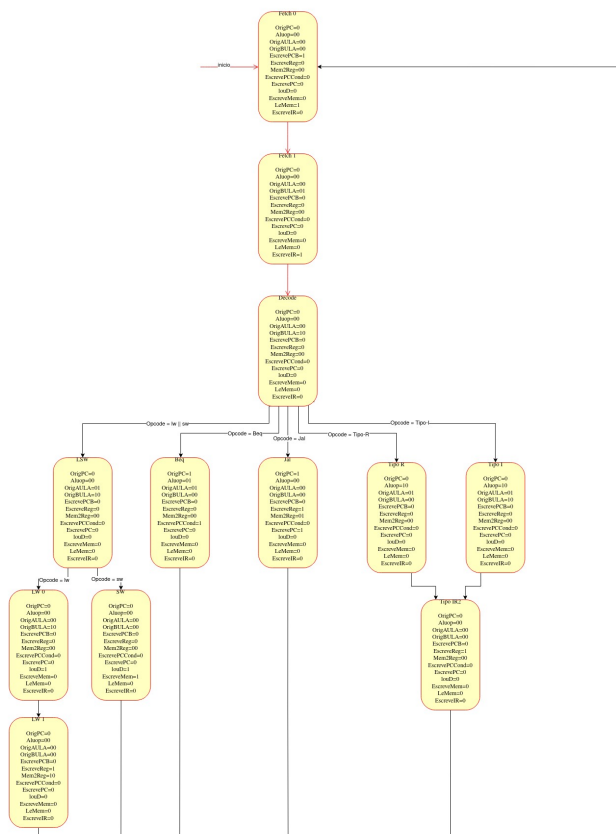 Fetch 0
OrigPC=0
Aluop=00
OrigAULA=00
OrigBULA=00
EscrevePCB=1
EscreveReg=0
Mem2Reg=00
EscrevePCCond=0
EscrevePC=0
IouD=0
EscreveMem=0
LeMem=1
EscreveIR=0
inicio
Fetch 1
OrigPC=0
Aluop=00
OrigAULA=00
OrigBULA=01
EscrevePCB=0
EscreveReg=0
Mem2Reg=00
EscrevePCCond=0
EscrevePC=0
IouD=0
EscreveMem=0
LeMem=0
EscreveIR=1
Decode
OrigPC=0
Aluop=00
OrigAULA=00
OrigBULA=10
EscrevePCB=0
EscreveReg=0
Mem2Reg=00
EscrevePCCond=0
EscrevePC=0
IouD=0
EscreveMem=0
LeMem=0
EscreveIR=0
Opcode = lw || sw
Opcode = Beq
Opcode = Jal
Opcode = Tipo-R
Opcode = Tipo-I
LSW
OrigPC=0
Aluop=00
OrigAULA=01
OrigBULA=10
EscrevePCB=0
EscreveReg=0
Mem2Reg=00
EscrevePCCond=0
EscrevePC=0
IouD=0
EscreveMem=0
LeMem=0
EscreveIR=0
Beq
OrigPC=1
Aluop=01
OrigAULA=01
OrigBULA=00
EscrevePCB=0
EscreveReg=0
Mem2Reg=00
EscrevePCCond=1
EscrevePC=0
IouD=0
EscreveMem=0
LeMem=0
EscreveIR=0
Jal
OrigPC=1
Aluop=00
OrigAULA=00
OrigBULA=00
EscrevePCB=0
EscreveReg=1
Mem2Reg=01
EscrevePCCond=0
EscrevePC=1
IouD=0
EscreveMem=0
LeMem=0
EscreveIR=0
Tipo R
OrigPC=0
Aluop=10
OrigAULA=01
OrigBULA=00
EscrevePCB=0
EscreveReg=0
Mem2Reg=00
EscrevePCCond=0
EscrevePC=0
IouD=0
EscreveMem=0
LeMem=0
EscreveIR=0
Tipo I
OrigPC=0
Aluop=10
OrigAULA=01
OrigBULA=10
EscrevePCB=0
EscreveReg=0
Mem2Reg=00
EscrevePCCond=0
EscrevePC=0
IouD=0
EscreveMem=0
LeMem=0
EscreveIR=0
Opcode = lw
Opcode = sw
LW 0
OrigPC=0
Aluop=00
OrigAULA=00
OrigBULA=10
EscrevePCB=0
EscreveReg=0
Mem2Reg=00
EscrevePCCond=0
EscrevePC=0
IouD=1
EscreveMem=0
LeMem=1
EscreveIR=0
SW
OrigPC=0
Aluop=00
OrigAULA=00
OrigBULA=00
EscrevePCB=0
EscreveReg=0
Mem2Reg=00
EscrevePCCond=0
EscrevePC=0
IouD=1
EscreveMem=1
LeMem=0
EscreveIR=0
Tipo IR2
OrigPC=0
Aluop=00
OrigAULA=00
OrigBULA=00
EscrevePCB=0
EscreveReg=1
Mem2Reg=00
EscrevePCCond=0
EscrevePC=0
IouD=0
EscreveMem=0
LeMem=0
EscreveIR=0
LW 1
OrigPC=0
Aluop=00
OrigAULA=00
OrigBULA=00
EscrevePCB=0
EscreveReg=1
Mem2Reg=10
EscrevePCCond=0
EscrevePC=0
IouD=0
EscreveMem=0
LeMem=0
EscreveIR=0